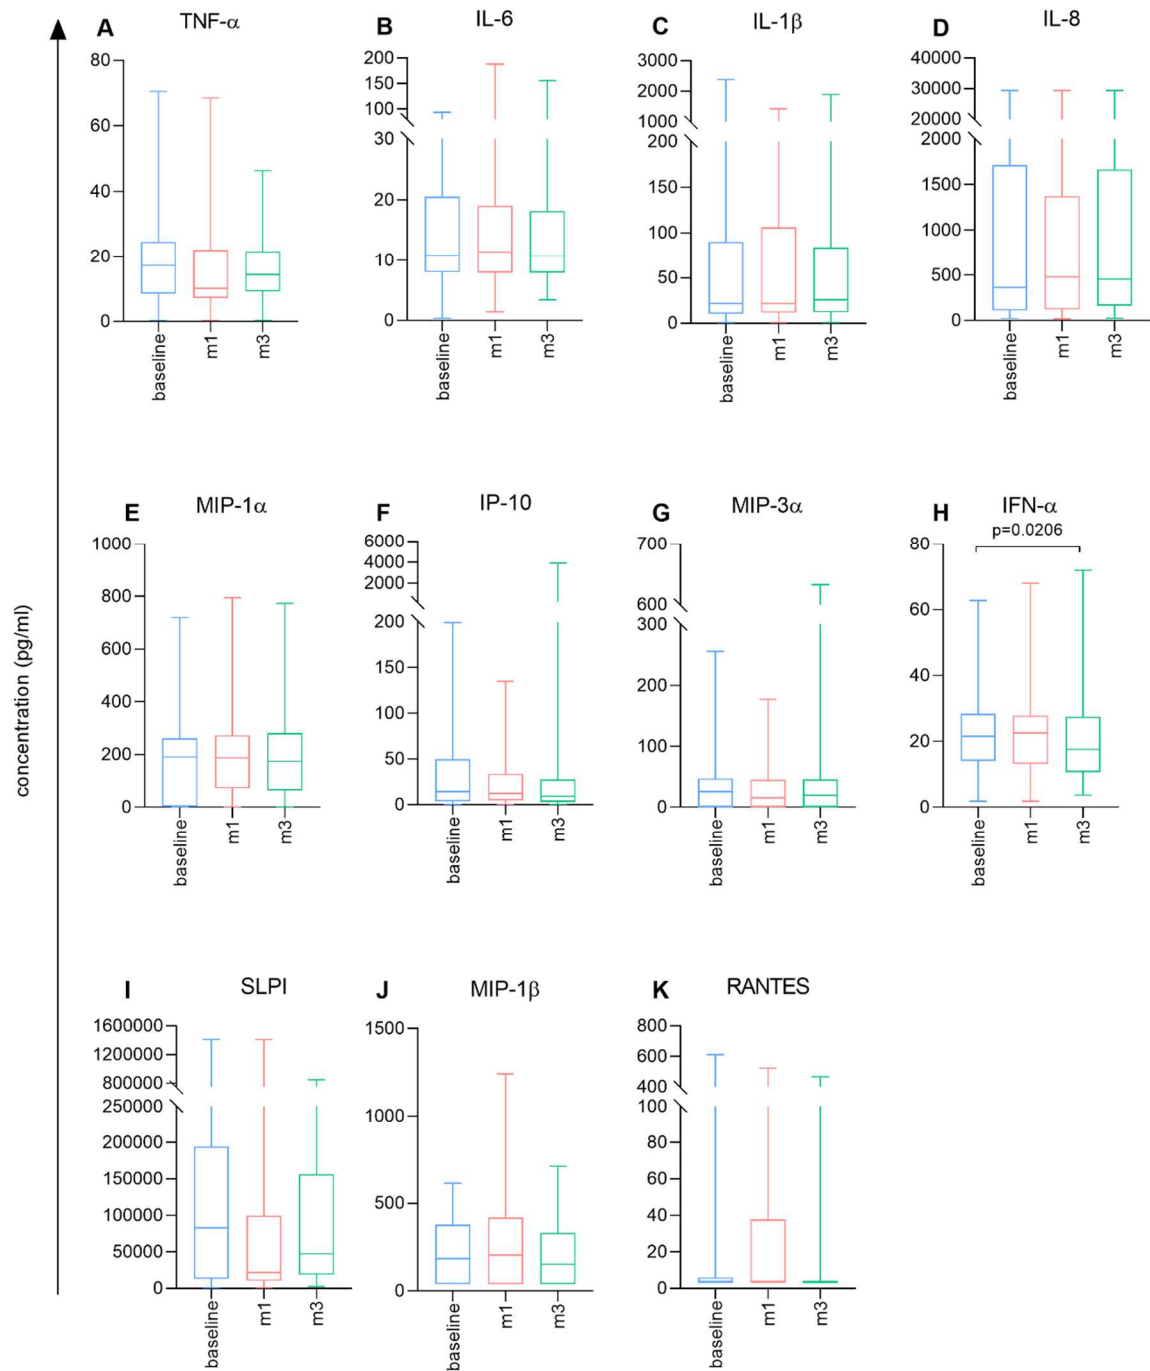 concentration (pg/ml)
A
TNF-α
80
60
40
20
0
baseline
m1
m3
B
IL-6
200
150
100
30
20
10
0
baseline
m1
m3
C
IL-1β
3000
2000
1000
200
150
100
50
0
baseline
m1
m3
D
IL-8
40000
30000
20000
2000
1500
1000
500
0
baseline
m1
m3
E
MIP-1α
1000
800
600
400
200
0
baseline
m1
m3
F
IP-10
6000
4000
2000
200
150
100
50
0
baseline
m1
m3
G
MIP-3α
700
600
300
200
100
0
baseline
m1
m3
H
IFN-α
p=0.0206
80
60
40
20
0
baseline
m1
m3
I
SLPI
1600000
1400000
1200000
1000000
800000
250000
200000
150000
100000
50000
0
baseline
m1
m3
J
MIP-1β
1500
1000
500
0
baseline
m1
m3
K
RANTES
800
600
400
100
80
60
40
20
0
baseline
m1
m3